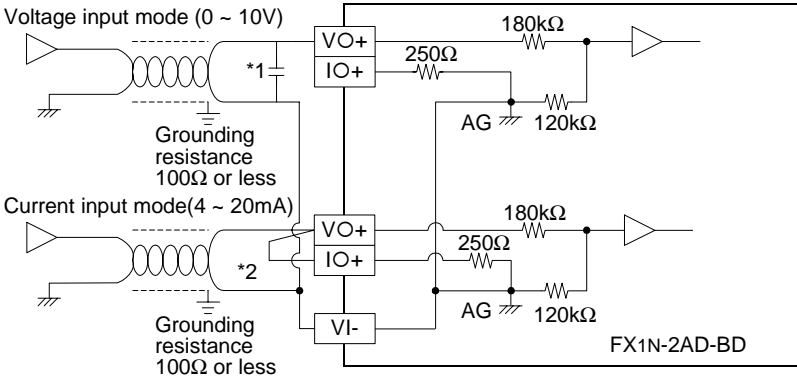 Voltage input mode (0 ~ 10V)
VO+
180kΩ
250Ω
*1
IO+
AG
120kΩ
Grounding
resistance
100Ω or less
Current input mode(4 ~ 20mA)
VO+
180kΩ
250Ω
*2
IO+
AG
120kΩ
Grounding
resistance
100Ω or less
VI-
FX1N-2AD-BD